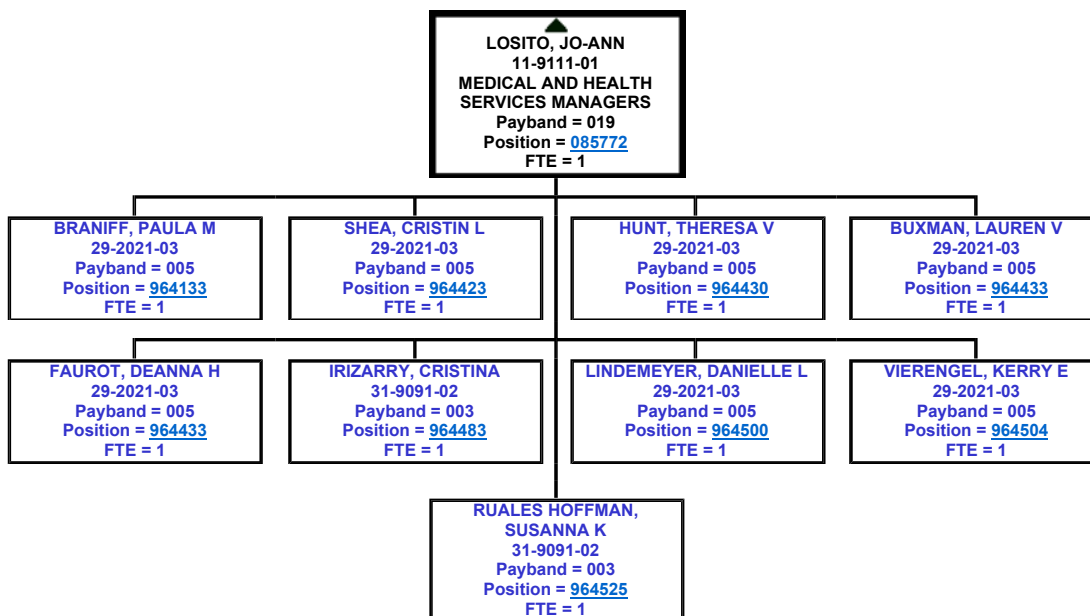 LOSITO, JO-ANN
11-9111-01
MEDICAL AND HEALTH
SERVICES MANAGERS
Payband = 019
Position = 085772
FTE = 1
BRANIFF, PAULA M
29-2021-03
Payband = 005
Position = 964133
FTE = 1
SHEA, CRISTIN L
29-2021-03
Payband = 005
Position = 964423
FTE = 1
HUNT, THERESA V
29-2021-03
Payband = 005
Position = 964430
FTE = 1
BUXMAN, LAUREN V
29-2021-03
Payband = 005
Position = 964433
FTE = 1
FAUROT, DEANNA H
29-2021-03
Payband = 005
Position = 964433
FTE = 1
IRIZARRY, CRISTINA
31-9091-02
Payband = 003
Position = 964483
FTE = 1
LINDEMEYER, DANIELLE L
29-2021-03
Payband = 005
Position = 964500
FTE = 1
VIERENGEL, KERRY E
29-2021-03
Payband = 005
Position = 964504
FTE = 1
RUALES HOFFMAN,
SUSANNA K
31-9091-02
Payband = 003
Position = 964525
FTE = 1